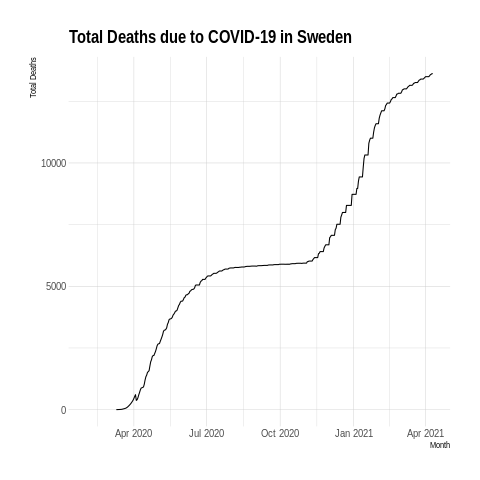 Total Deaths due to COVID-19 in Sweden
Total Deaths
10000
5000
0
Apr 2020 Jul 2020 Oct 2020 Jan 2021 Apr 2021
Month